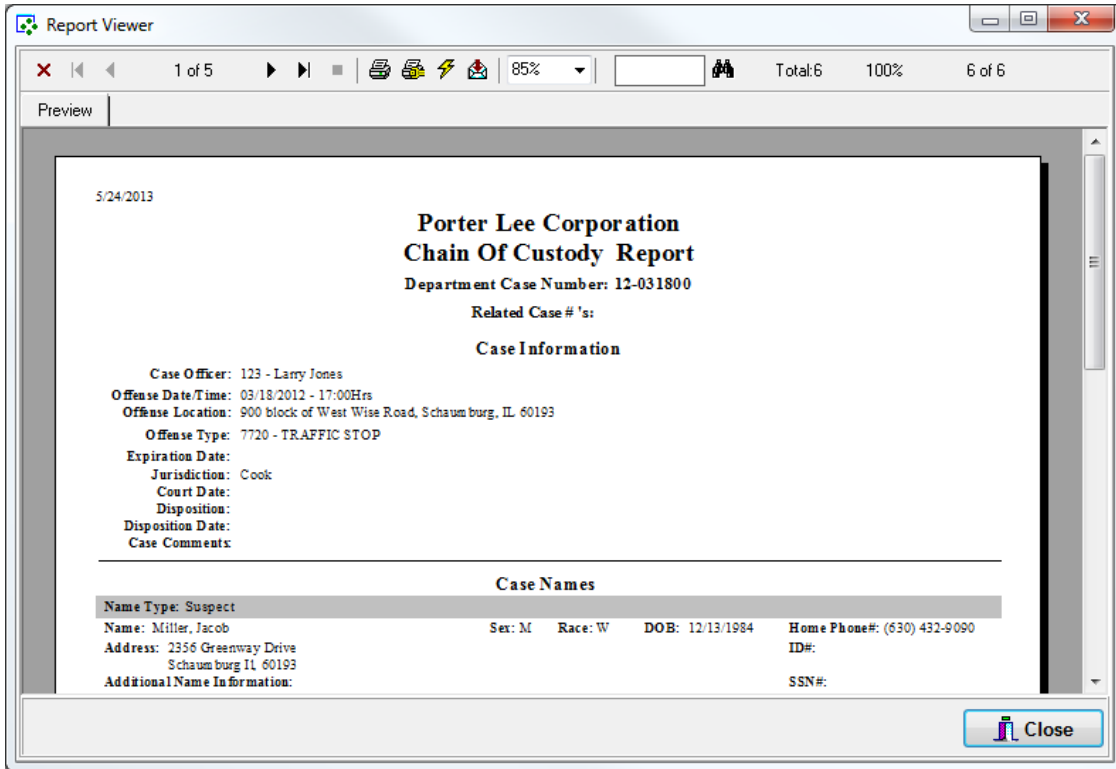 Report Viewer
1 of 5 85% Total:6 100% 6 of 6
Preview
5/24/2013
Porter Lee Corporation
Chain Of Custody Report
Department Case Number: 12-031800
Related Case # 's:
Case Information
Case Officer: 123 - Larry Jones
Offense Date/Time: 03/18/2012 - 17:00Hrs
Offense Location: 900 block of West Wise Road, Schaumburg, IL 60193
Offense Type: 7720 - TRAFFIC STOP
Expiration Date:
Jurisdiction: Cook
Court Date:
Disposition:
Disposition Date:
Case Comments:
Case Names
Name Type: Suspect
Name: Miller, Jacob Sex: M Race: W DOB: 12/13/1984 Home Phone#: (630) 432-9090
Address: 2356 Greenway Drive ID#:
Schaumburg Il, 60193
Additional Name Information: SSN#:
Close